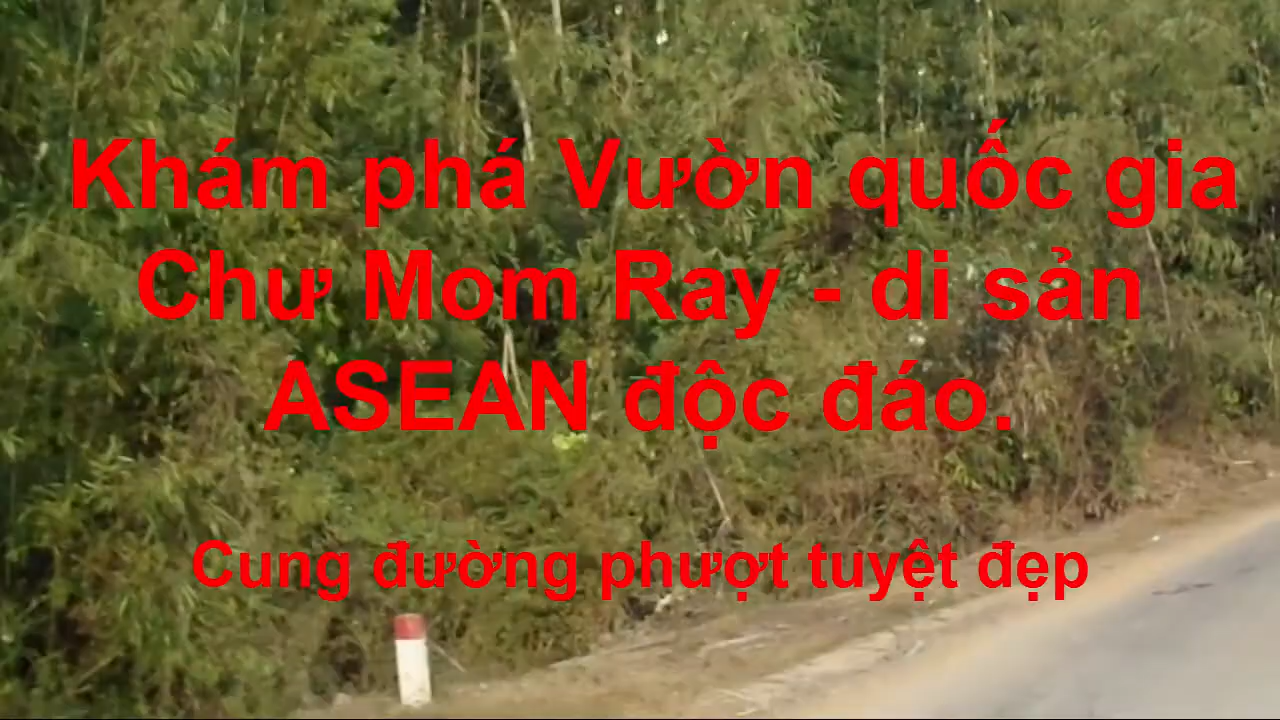 Khám phá Vườn quốc gia
Chư Mom Ray - di sản
ASEAN độc đáo.
Cung đường phượt tuyệt đẹp